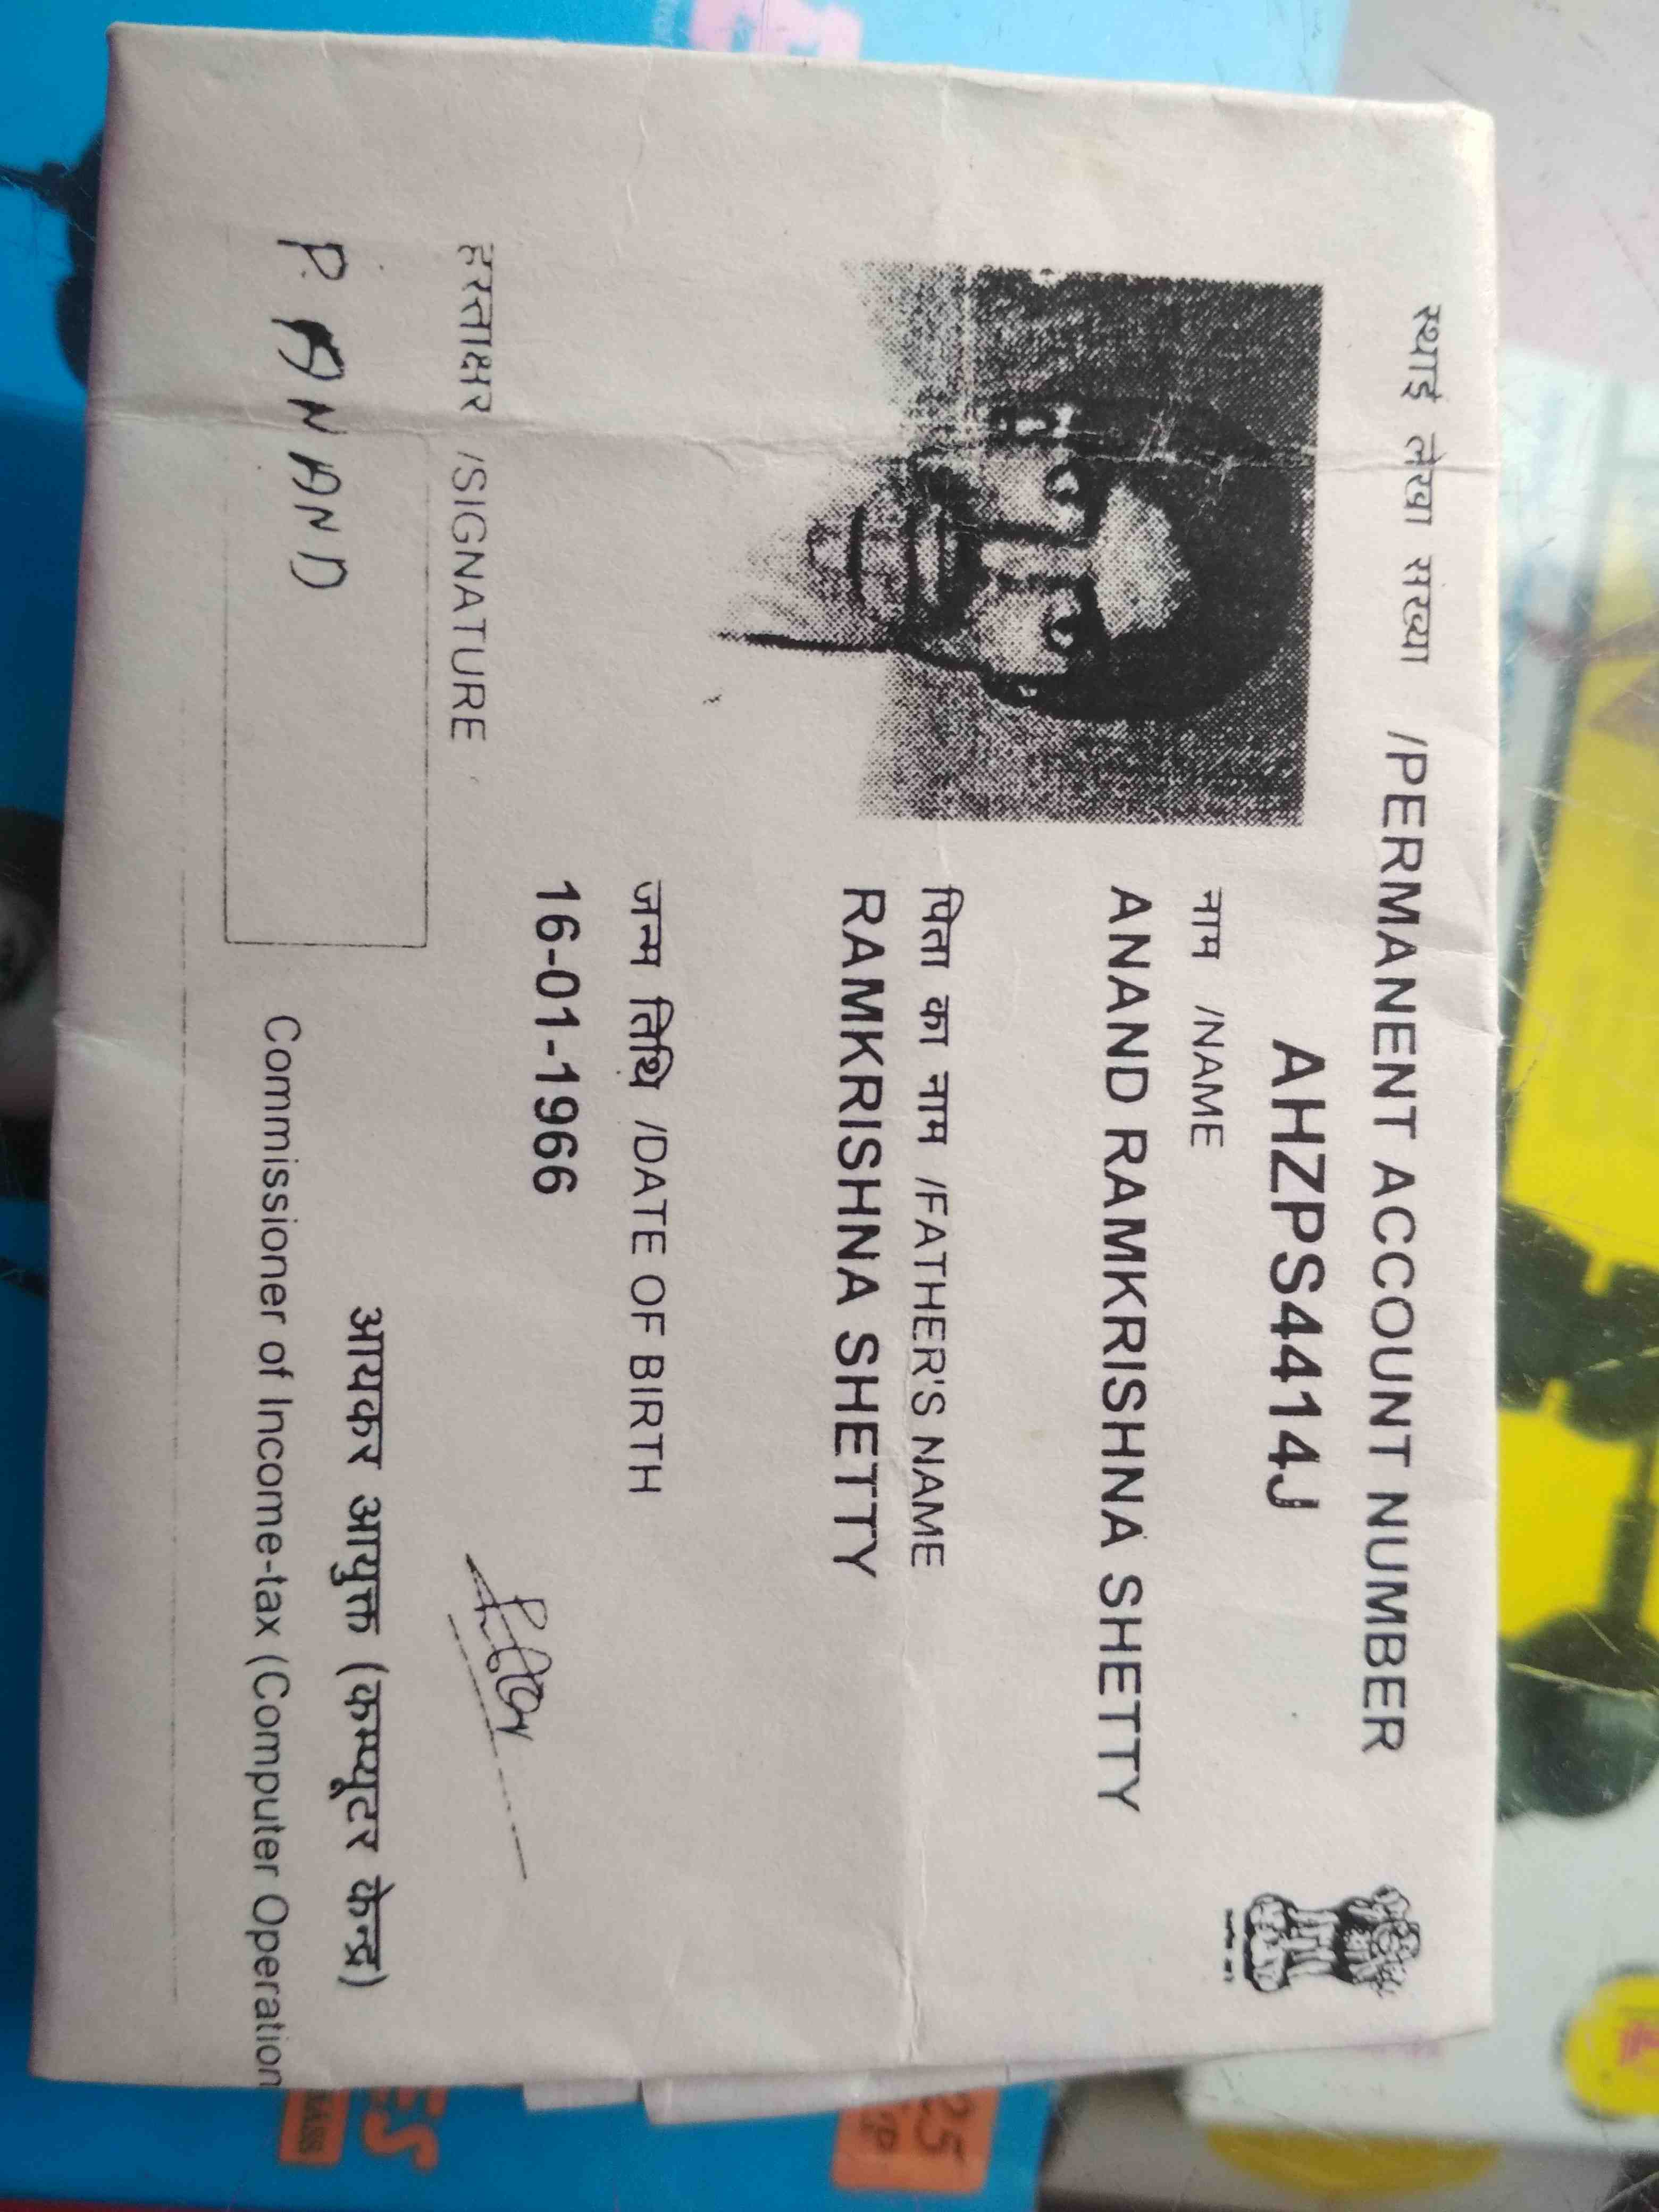 स्थाई लेखा संख्या /PERMANENT ACCOUNT NUMBER
AHZPS4414J
नाम /NAME
ANAND RAMKRISHNA SHETTY
पिता का नाम /FATHER'S NAME
RAMKRISHNA SHETTY
जन्म तिथि /DATE OF BIRTH
16-01-1966
हस्ताक्षर /SIGNATURE
P. ANAND
आयकर आयुक्त (कम्प्यूटर केन्द्र)
Commissioner of Income-tax (Computer Operation
25